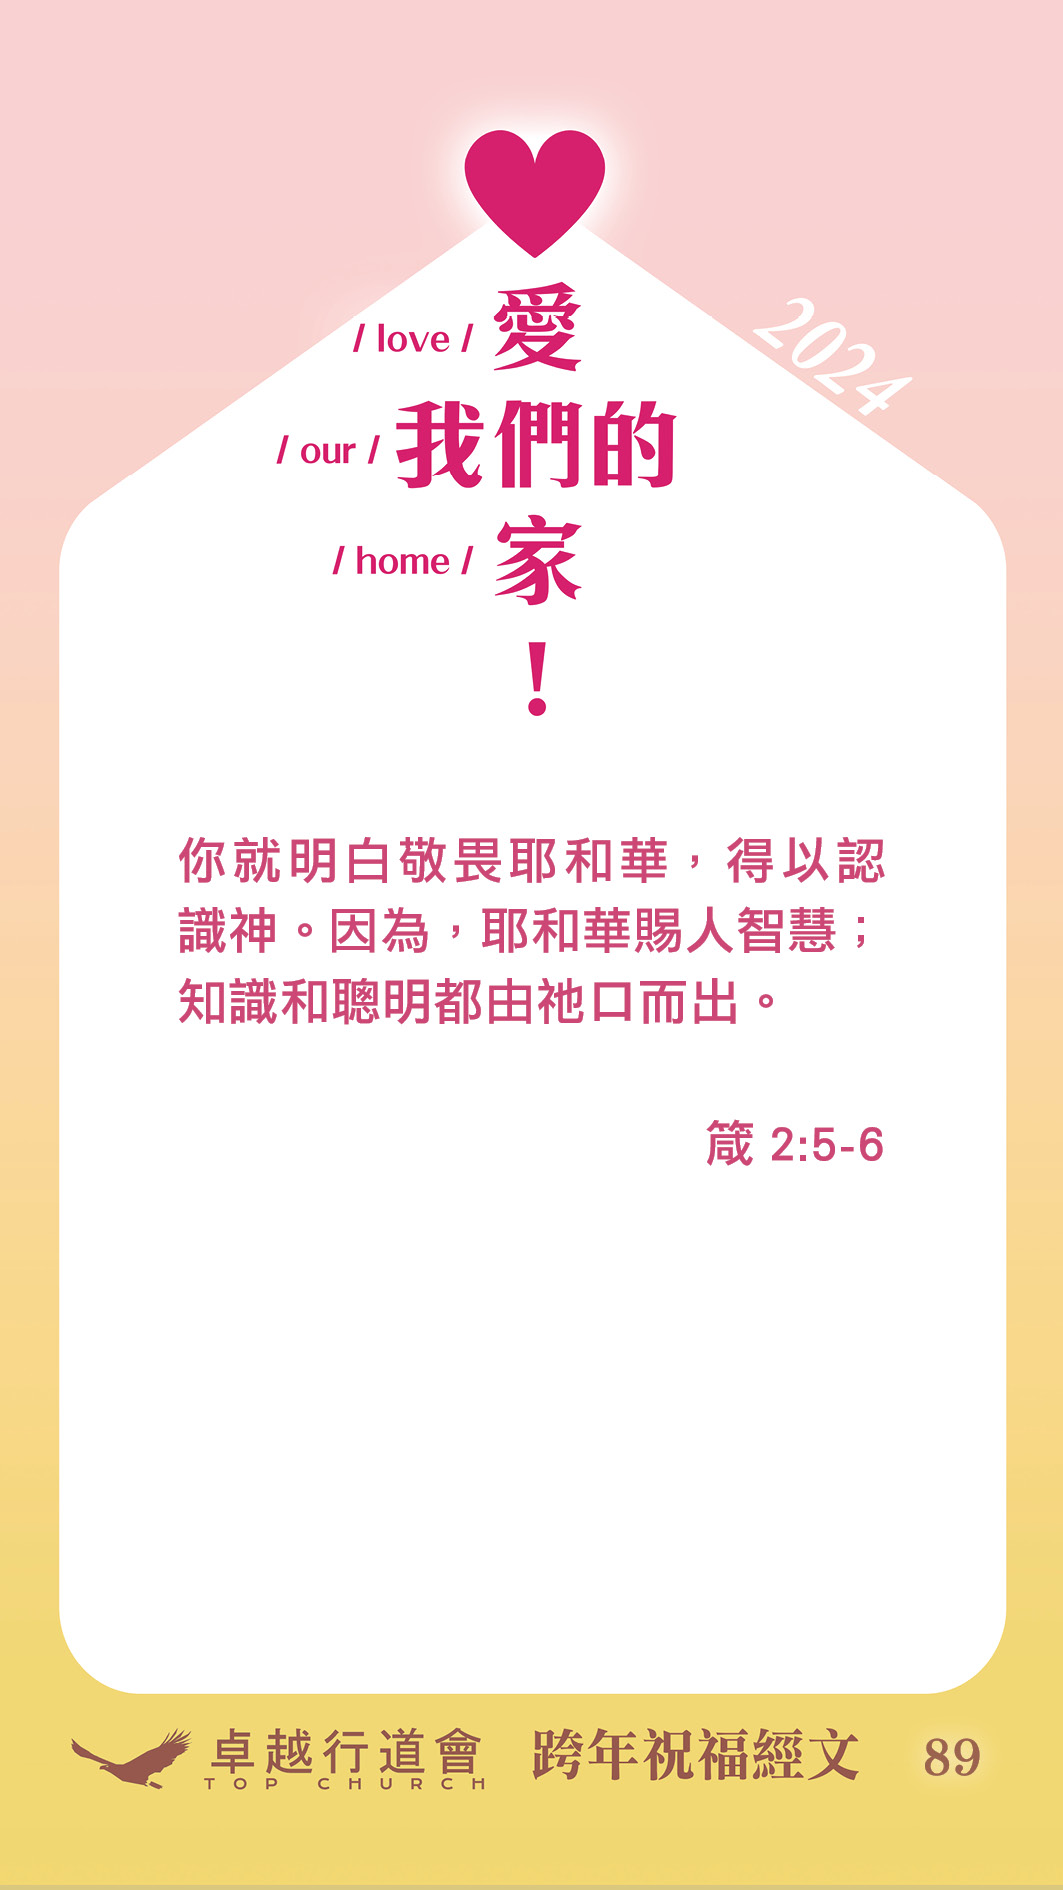 2024
/ love / 愛
/ our / 我們的
/ home / 家
!
你就明白敬畏耶和華，得以認
識神。因為，耶和華賜人智慧；
知識和聰明都由祂口而出。
箴 2:5-6
卓越行道會
TOP CHURCH
跨年祝福經文
89